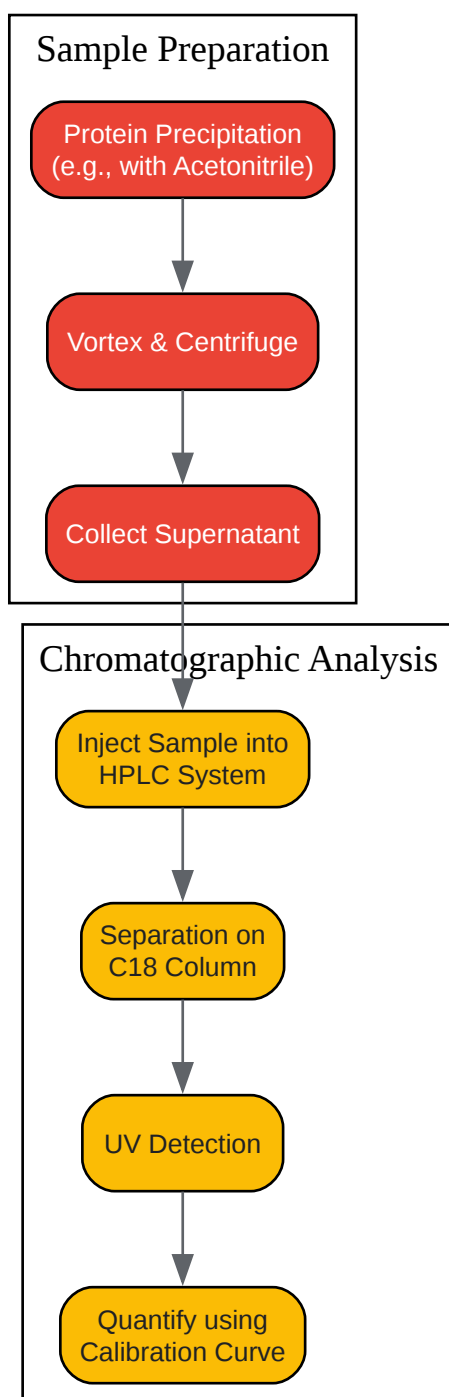 Sample Preparation
Protein Precipitation
(e.g., with Acetonitrile)
Vortex & Centrifuge
Collect Supernatant
Chromatographic Analysis
Inject Sample into
HPLC System
Separation on
C18 Column
UV Detection
Quantify using
Calibration Curve